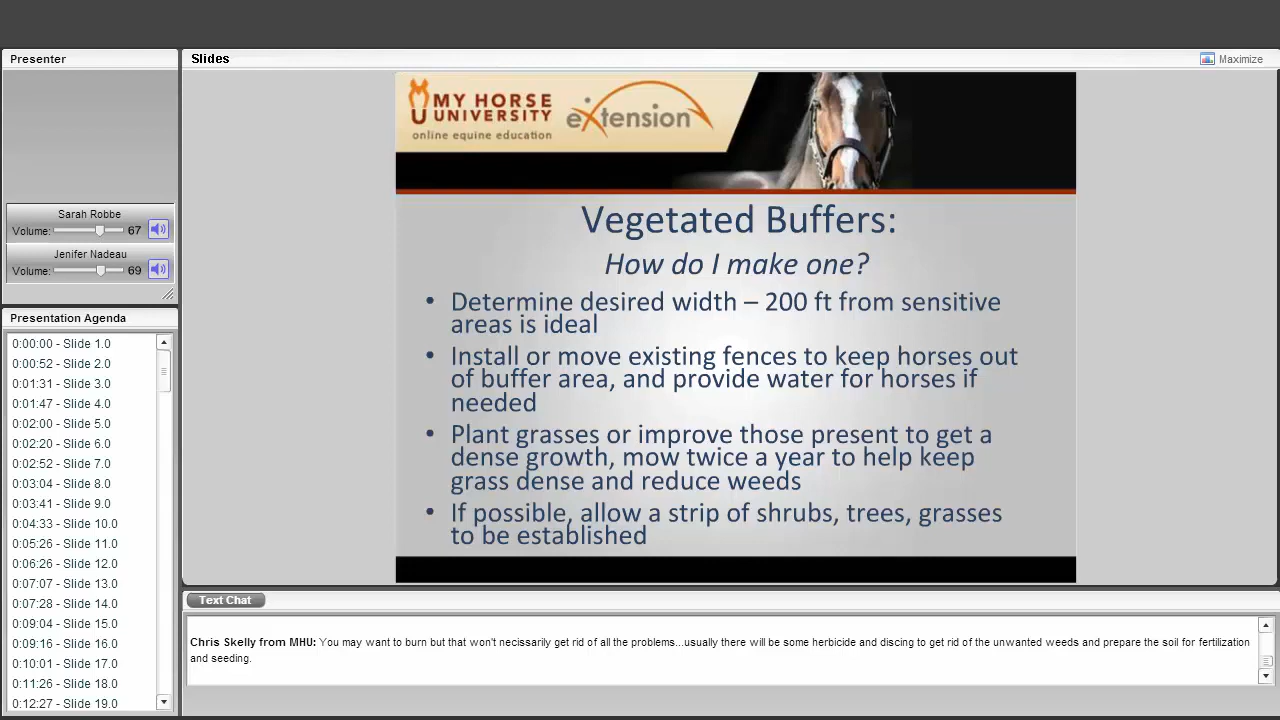 Presenter
Sarah Robbe
Volume: 67
Jenifer Nadeau
Volume: 69
Presentation Agenda
0:00:00 - Slide 1.0
0:00:52 - Slide 2.0
0:01:31 - Slide 3.0
0:01:47 - Slide 4.0
0:02:00 - Slide 5.0
0:02:20 - Slide 6.0
0:02:52 - Slide 7.0
0:03:04 - Slide 8.0
0:03:41 - Slide 9.0
0:04:33 - Slide 10.0
0:05:26 - Slide 11.0
0:06:26 - Slide 12.0
0:07:07 - Slide 13.0
0:07:28 - Slide 14.0
0:09:04 - Slide 15.0
0:09:16 - Slide 16.0
0:10:01 - Slide 17.0
0:11:26 - Slide 18.0
0:12:27 - Slide 19.0
Slides
Maximize
MY HORSE
UNIVERSITY
online equine education
eXtension
Vegetated Buffers:
How do I make one?
• Determine desired width – 200 ft from sensitive
areas is ideal
• Install or move existing fences to keep horses out
of buffer area, and provide water for horses if
needed
• Plant grasses or improve those present to get a
dense growth, mow twice a year to help keep
grass dense and reduce weeds
• If possible, allow a strip of shrubs, trees, grasses
to be established
Text Chat
Chris Skelly from MHU: You may want to burn but that won't necissarily get rid of all the problems...usually there will be some herbicide and discing to get rid of the unwanted weeds and prepare the soil for fertilization
and seeding.